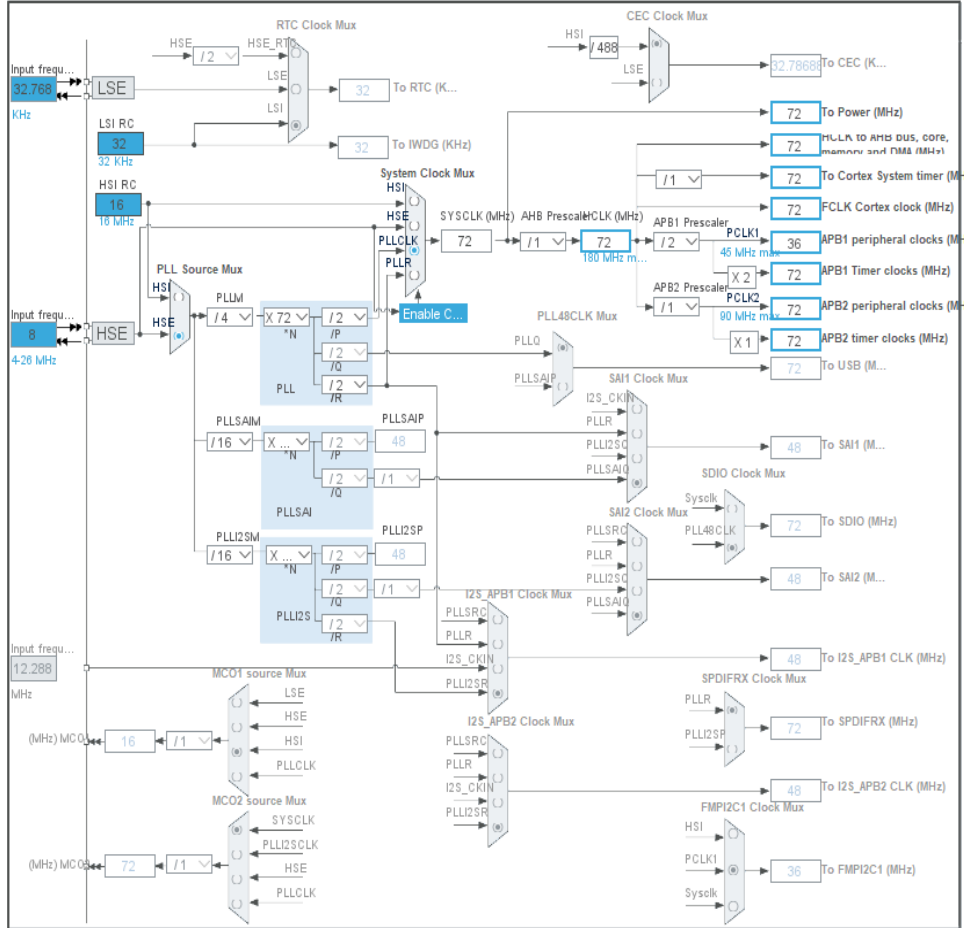 RTC Clock Mux
HSE
/ 2
HSE_RTC
LSE
LSI
32
To RTC (K...
32
To IWDG (KHz)
CEC Clock Mux
HSI
/ 488
LSE
32.78688
To CEC (K...
Input frequ...
32.768
KHz
LSE
LSI RC
32
32 KHz
HSI RC
16
16 MHz
Input frequ...
8
4-26 MHz
HSE
PLL Source Mux
HSI
HSE
PLLM
/ 4
X 72
*N
/ 2
/P
/ 2
/Q
/ 2
/R
PLL
System Clock Mux
HSI
HSE
PLLCLK
PLLR
Enable C...
SYSCLK (MHz)
72
AHB Prescaler
/ 1
HCLK (MHz)
72
180 MHz m...
72
To Power (MHz)
72
HCLK to AHB bus, core,
memory and DMA (MHz)
/ 1
72
To Cortex System timer (M
72
FCLK Cortex clock (MHz)
APB1 Prescaler
/ 2
PCLK1
45 MHz max
36
APB1 peripheral clocks (M
X 2
72
APB1 Timer clocks (MHz)
APB2 Prescaler
/ 1
PCLK2
90 MHz max
72
APB2 peripheral clocks (M
X 1
72
APB2 timer clocks (MHz)
PLL48CLK Mux
PLLQ
PLLSAIP
72
To USB (M...
PLLSAIM
/ 16
X ...
*N
/ 2
/P
/ 2
/Q
PLLSAI
PLLSAIP
48
/ 1
SAI1 Clock Mux
I2S_CKIN
PLLR
PLLI2SQ
PLLSAIQ
48
To SAI1 (M...
PLLI2SM
/ 16
X ...
*N
/ 2
/P
/ 2
/Q
/ 2
/R
PLLI2S
PLLI2SP
48
/ 1
SAI2 Clock Mux
PLLSRC
PLLR
PLLI2SQ
PLLSAIQ
48
To SAI2 (M...
SDIO Clock Mux
Sysclk
PLL48CLK
72
To SDIO (MHz)
Input frequ...
12.288
MHz
I2S_APB1 Clock Mux
PLLSRC
PLLR
I2S_CKIN
PLLI2SR
48
To I2S_APB1 CLK (MHz)
I2S_APB2 Clock Mux
PLLSRC
PLLR
I2S_CKIN
PLLI2SR
48
To I2S_APB2 CLK (MHz)
SPDIFRX Clock Mux
PLLR
PLLI2SP
72
To SPDIFRX (MHz)
FMPI2C1 Clock Mux
HSI
PCLK1
Sysclk
36
To FMPI2C1 (MHz)
MCO1 source Mux
LSE
HSE
HSI
PLLCLK
/ 1
16
(MHz) MCO1
MCO2 source Mux
SYSCLK
PLLI2SCLK
HSE
PLLCLK
/ 1
72
(MHz) MCO2